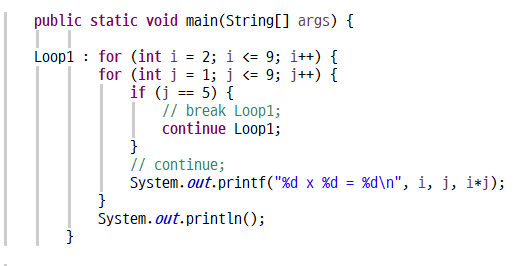 public static void main(String[] args) {
Loop1 : for (int i = 2; i <= 9; i++) {
for (int j = 1; j <= 9; j++) {
if (j == 5) {
// break Loop1;
continue Loop1;
}
// continue;
System.out.printf("%d x %d = %d\n", i, j, i*j);
}
System.out.println();
}